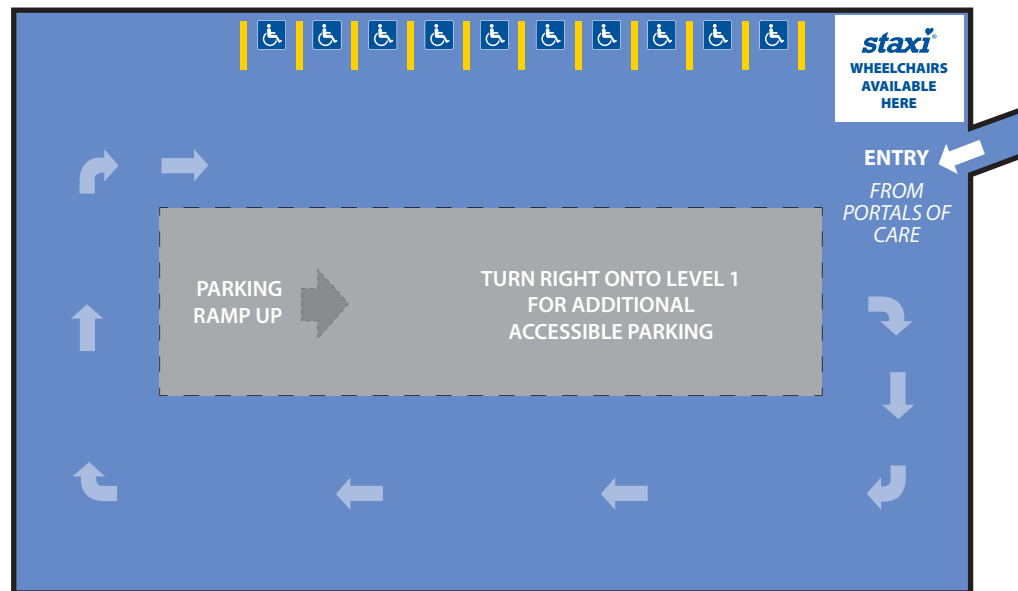 staxi®
WHEELCHAIRS
AVAILABLE
HERE
ENTRY
FROM
PORTALS OF
CARE
PARKING
RAMP UP
TURN RIGHT ONTO LEVEL 1
FOR ADDITIONAL
ACCESSIBLE PARKING